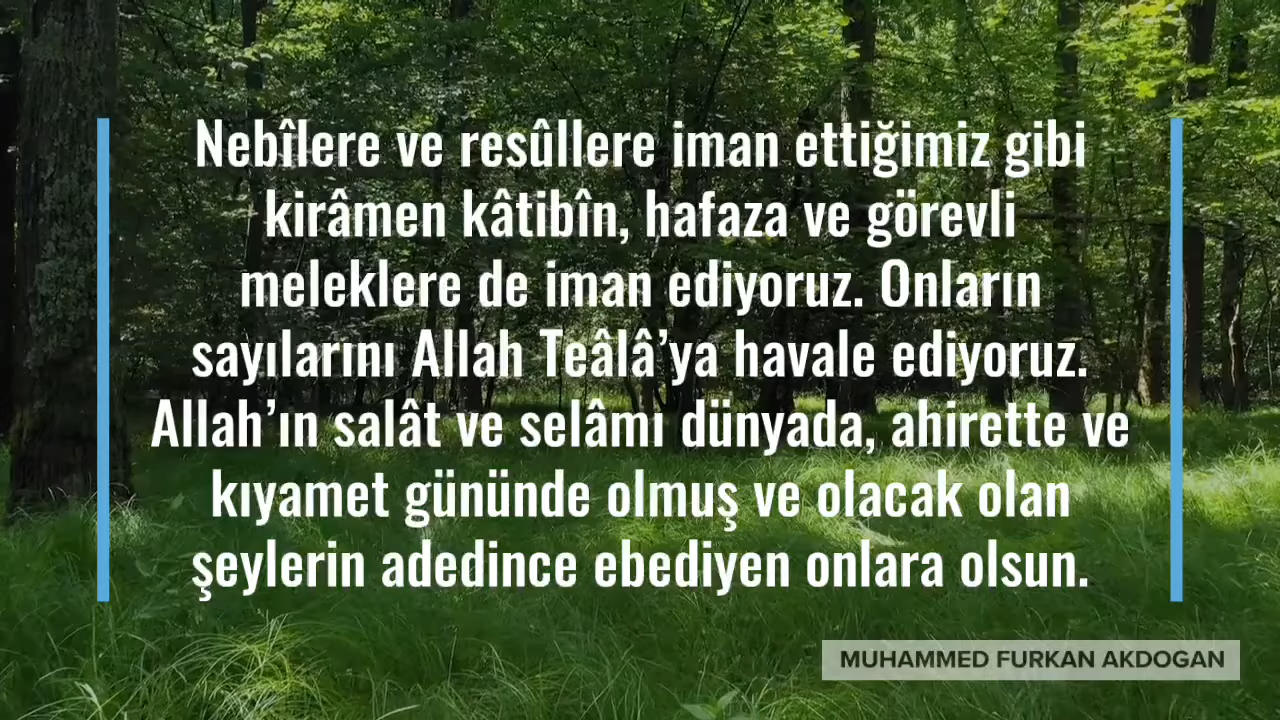 Nebîlere ve resûllere iman ettiğimiz gibi
kirâmen kâtibîn, hafaza ve görevli
meleklere de iman ediyoruz. Onların
sayılarını Allah Teâlâ’ya havale ediyoruz.
Allah’ın salât ve selâmı dünyada, ahirette ve
kıyamet gününde olmuş ve olacak olan
şeylerin adedince ebediyen onlara olsun.
MUHAMMED FURKAN AKDOGAN